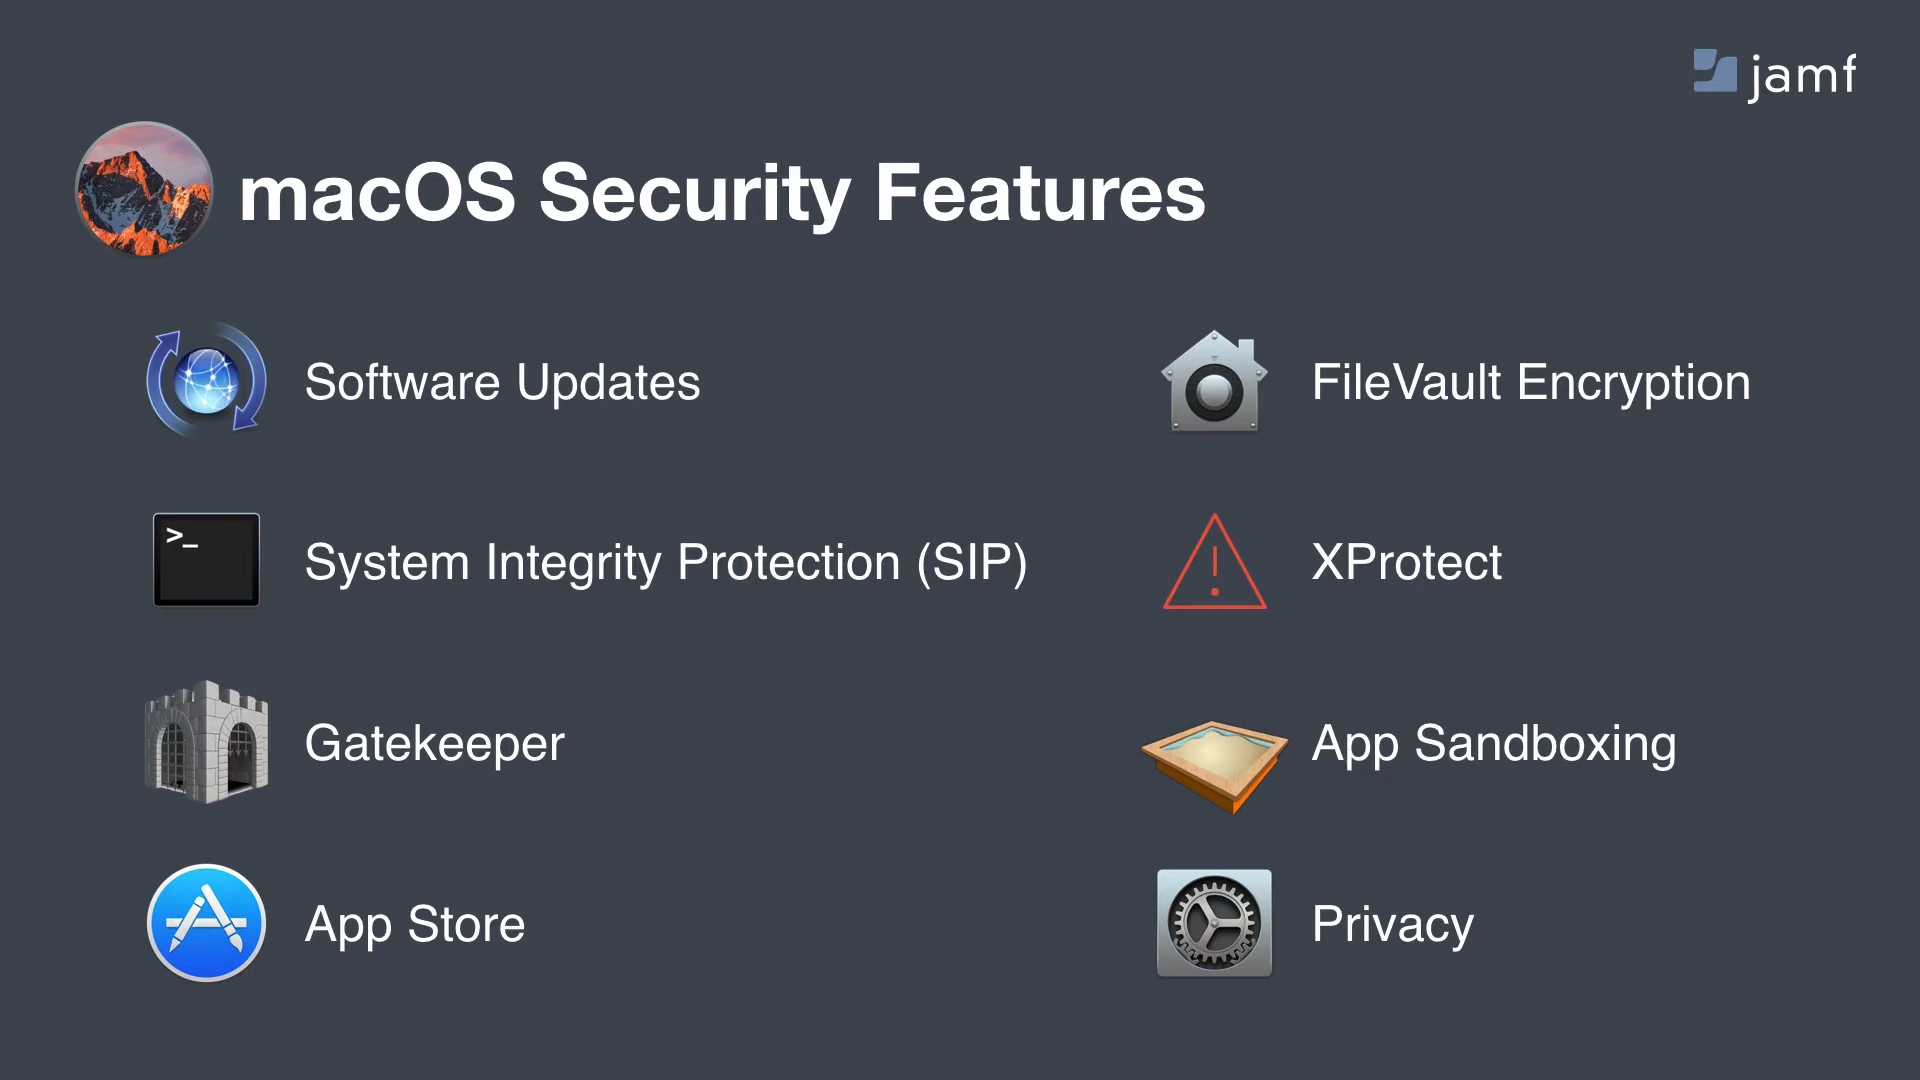 jamf
macOS Security Features
Software Updates
FileVault Encryption
>_
System Integrity Protection (SIP)
XProtect
Gatekeeper
App Sandboxing
App Store
Privacy